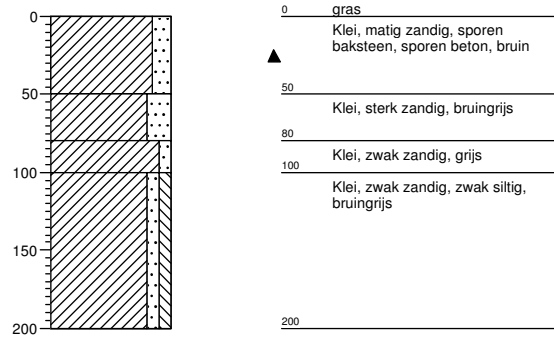 0
50
100
150
200
0
gras
Klei, matig zandig, sporen
baksteen, sporen beton, bruin
50
Klei, sterk zandig, bruingrijs
80
Klei, zwak zandig, grijs
100
Klei, zwak zandig, zwak siltig,
bruingrijs
200